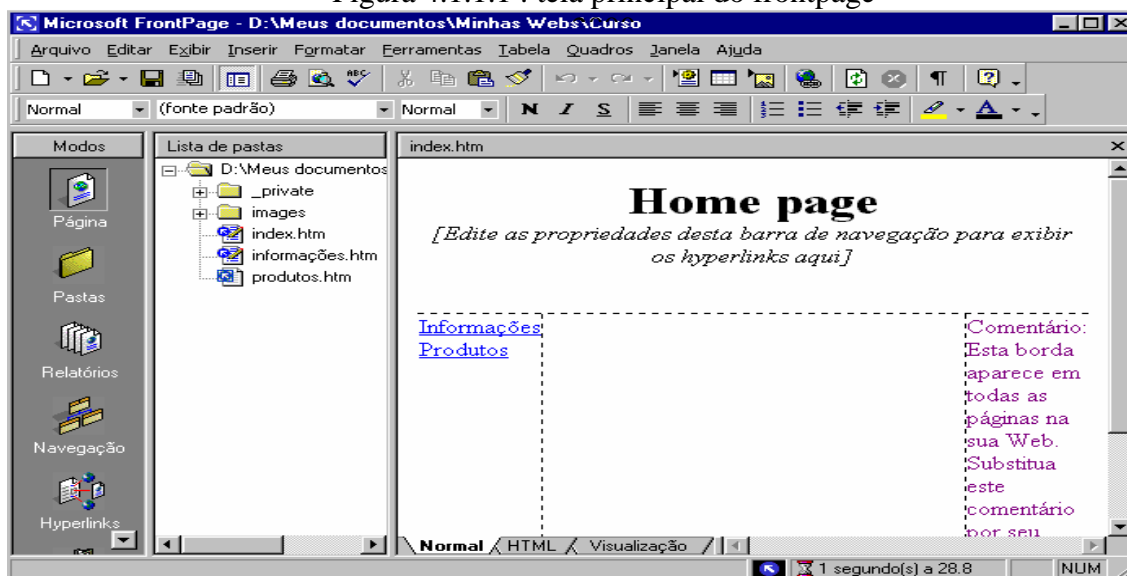 Microsoft FrontPage - D:\Meus documentos\Minhas Webs\Curso
Arquivo Editar Exibir Inserir Formatar Ferramentas Tabela Quadros Janela Ajuda
Normal (fonte padrão) Normal N I S A
Modos
Página
Pastas
Relatórios
Navegação
Hyperlinks
Lista de pastas
D:\Meus documentos
_private
images
index.htm
informações.htm
produtos.htm
index.htm
Home page
[Edite as propriedades desta barra de navegação para exibir
os hyperlinks aqui]
Informações
Produtos
Comentário:
Esta borda
aparece em
todas as
páginas na
sua Web.
Substitua
este
comentário
por seu
Normal HTML Visualização
1 segundo(s) a 28.8 NUM